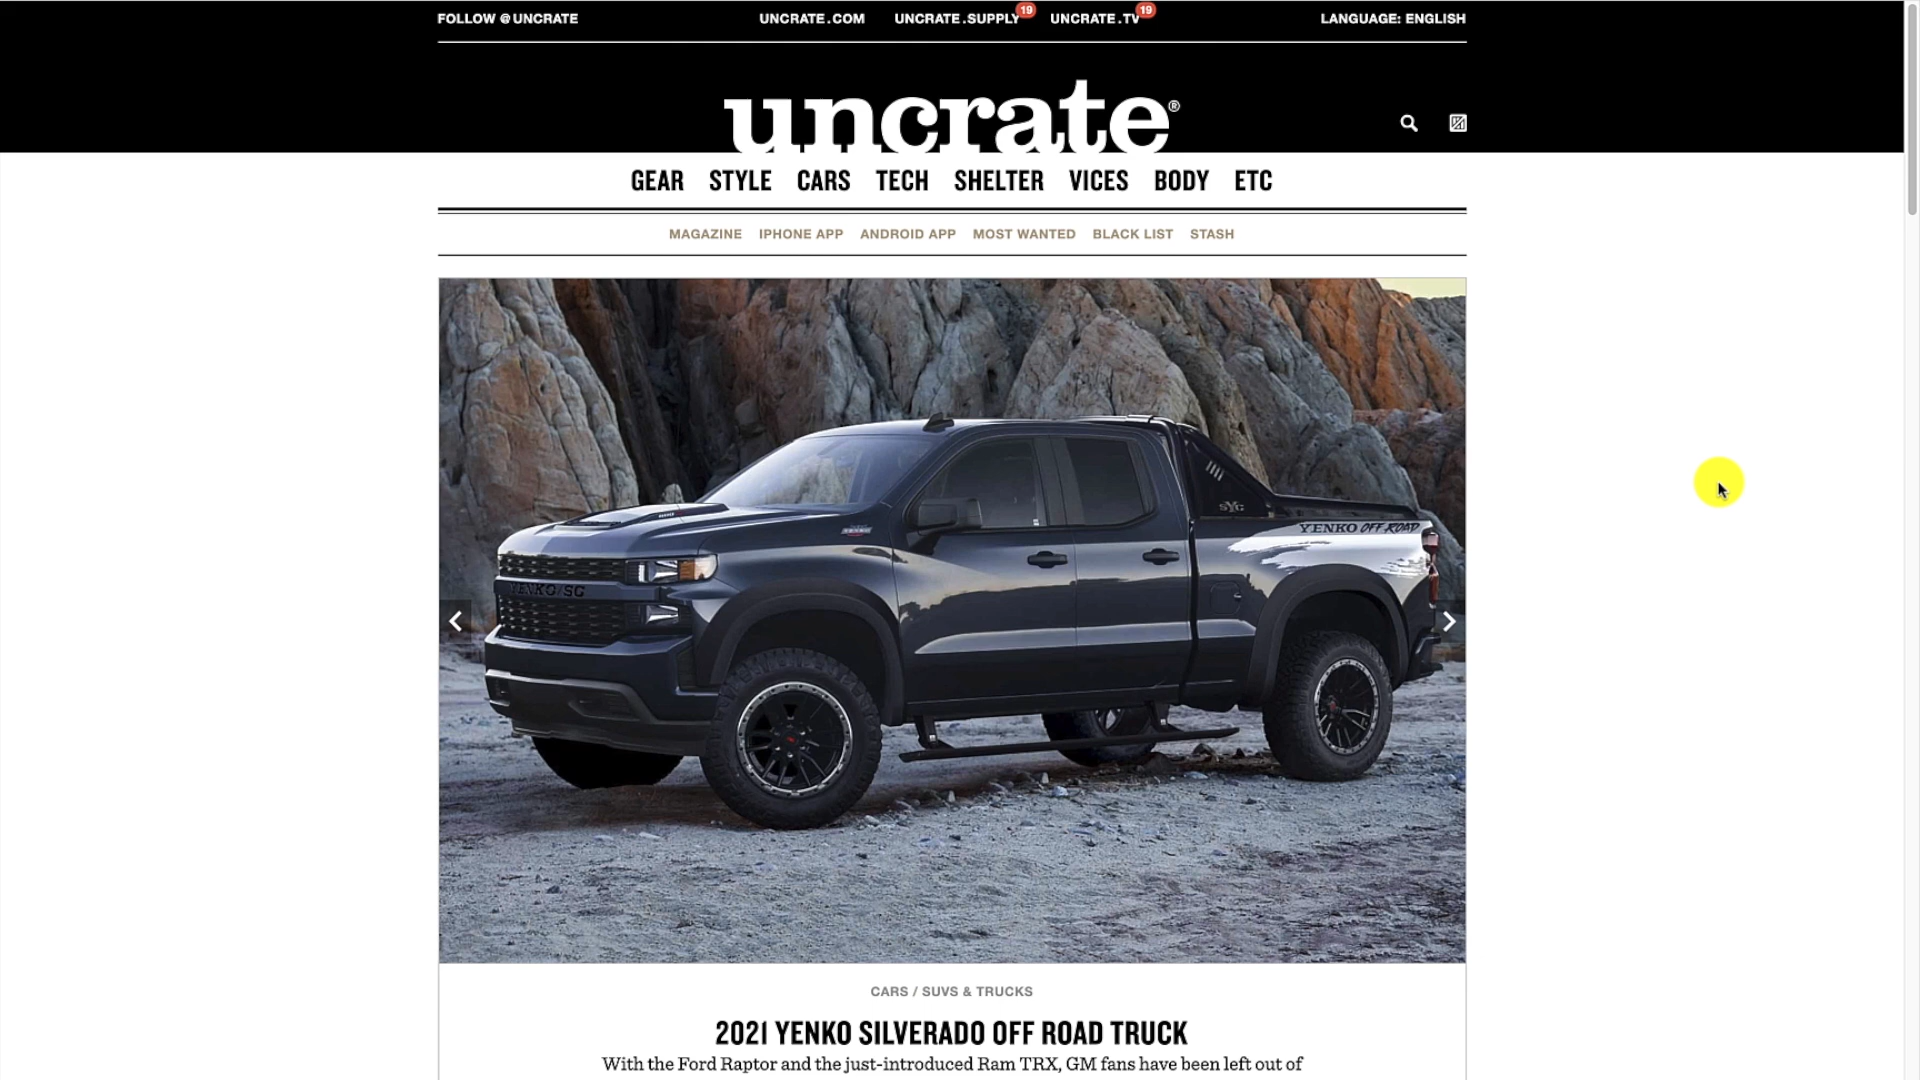 FOLLOW @UNCRATE
UNCRATE.COM
UNCRATE.SUPPLY 19
UNCRATE.TV 19
LANGUAGE: ENGLISH
uncrate®
GEAR STYLE CARS TECH SHELTER VICES BODY ETC
MAGAZINE IPHONE APP ANDROID APP MOST WANTED BLACK LIST STASH
SYC
YENKO OFF ROAD
YENKO/SC
CARS / SUVS & TRUCKS
2021 YENKO SILVERADO OFF ROAD TRUCK
With the Ford Raptor and the just-introduced Ram TRX, GM fans have been left out of